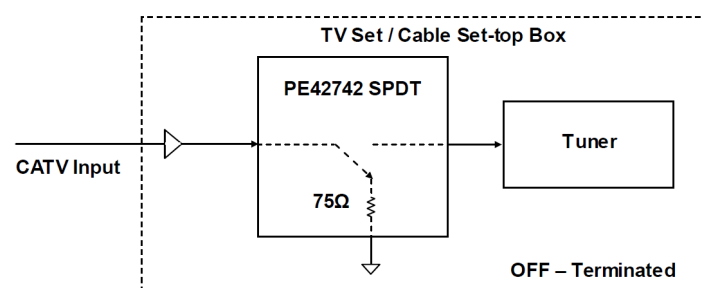 TV Set / Cable Set-top Box
PE42742 SPDT
Tuner
CATV Input
75Ω
OFF – Terminated